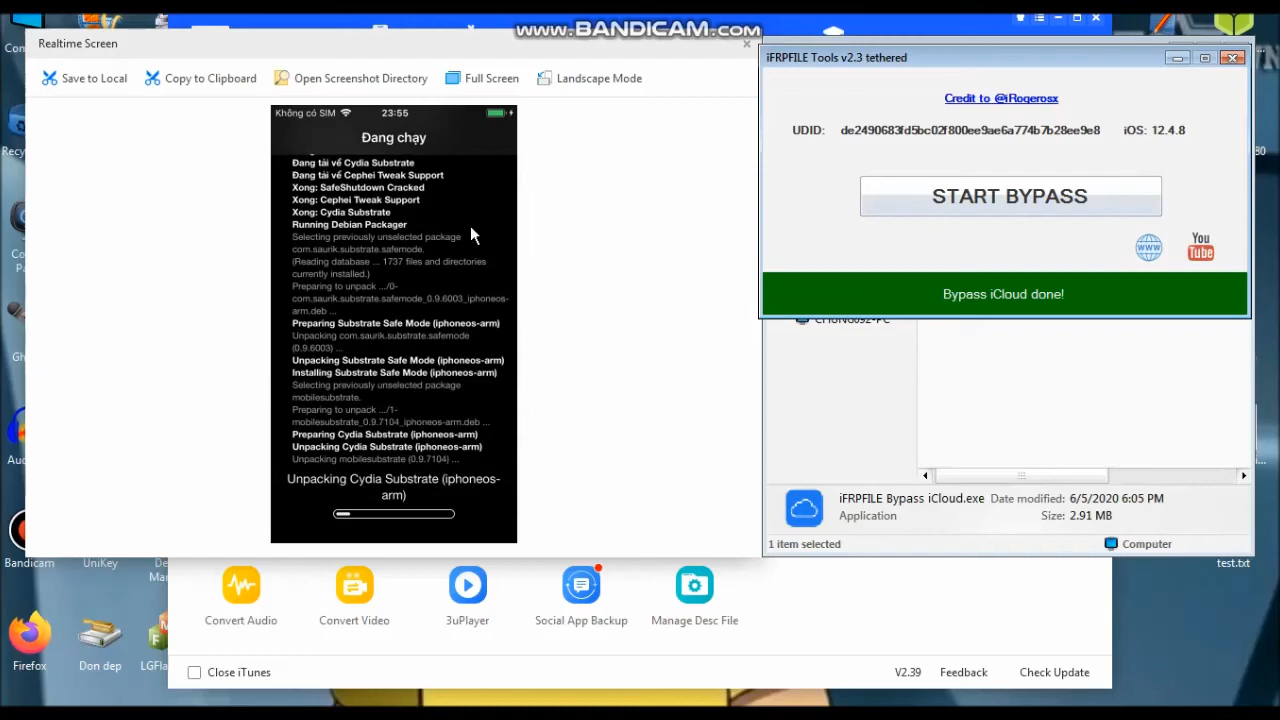 www.BANDICAM.com
Realtime Screen
Save to Local
Copy to Clipboard
Open Screenshot Directory
Full Screen
Landscape Mode
Không có SIM
23:55
Đang chạy
Đang tải về Cydia Substrate
Đang tải về Cephei Tweak Support
Xong: SafeShutdown Cracked
Xong: Cephei Tweak Support
Xong: Cydia Substrate
Running Debian Packager
Selecting previously unselected package
com.saurik.substrate.safemode.
(Reading database ... 1737 files and directories
currently installed.)
Preparing to unpack .../0-
com.saurik.substrate.safemode_0.9.6003_iphoneos-
arm.deb ...
Preparing Substrate Safe Mode (iphoneos-arm)
Unpacking com.saurik.substrate.safemode
(0.9.6003) ...
Unpacking Substrate Safe Mode (iphoneos-arm)
Installing Substrate Safe Mode (iphoneos-arm)
Selecting previously unselected package
mobilesubstrate.
Preparing to unpack .../1-
mobilesubstrate_0.9.7104_iphoneos-arm.deb ...
Preparing Cydia Substrate (iphoneos-arm)
Unpacking Cydia Substrate (iphoneos-arm)
Unpacking mobilesubstrate (0.9.7104) ...
Unpacking Cydia Substrate (iphoneos-
arm)
iFRPFILE Tools v2.3 tethered
Credit to @iRogerosx
UDID: de2490683fd5bc02f800ee9ae6a774b7b28ee9e8 iOS: 12.4.8
START BYPASS
WWW
You
Tube
Bypass iCloud done!
CHUNG092-PC
iFRPFILE Bypass iCloud.exe Date modified: 6/5/2020 6:05 PM
Application Size: 2.91 MB
1 item selected
Computer
test.txt
Bandicam
UniKey
Firefox
Don dep
LGFla
Convert Audio
Convert Video
3uPlayer
Social App Backup
Manage Desc File
Close iTunes
V2.39
Feedback
Check Update